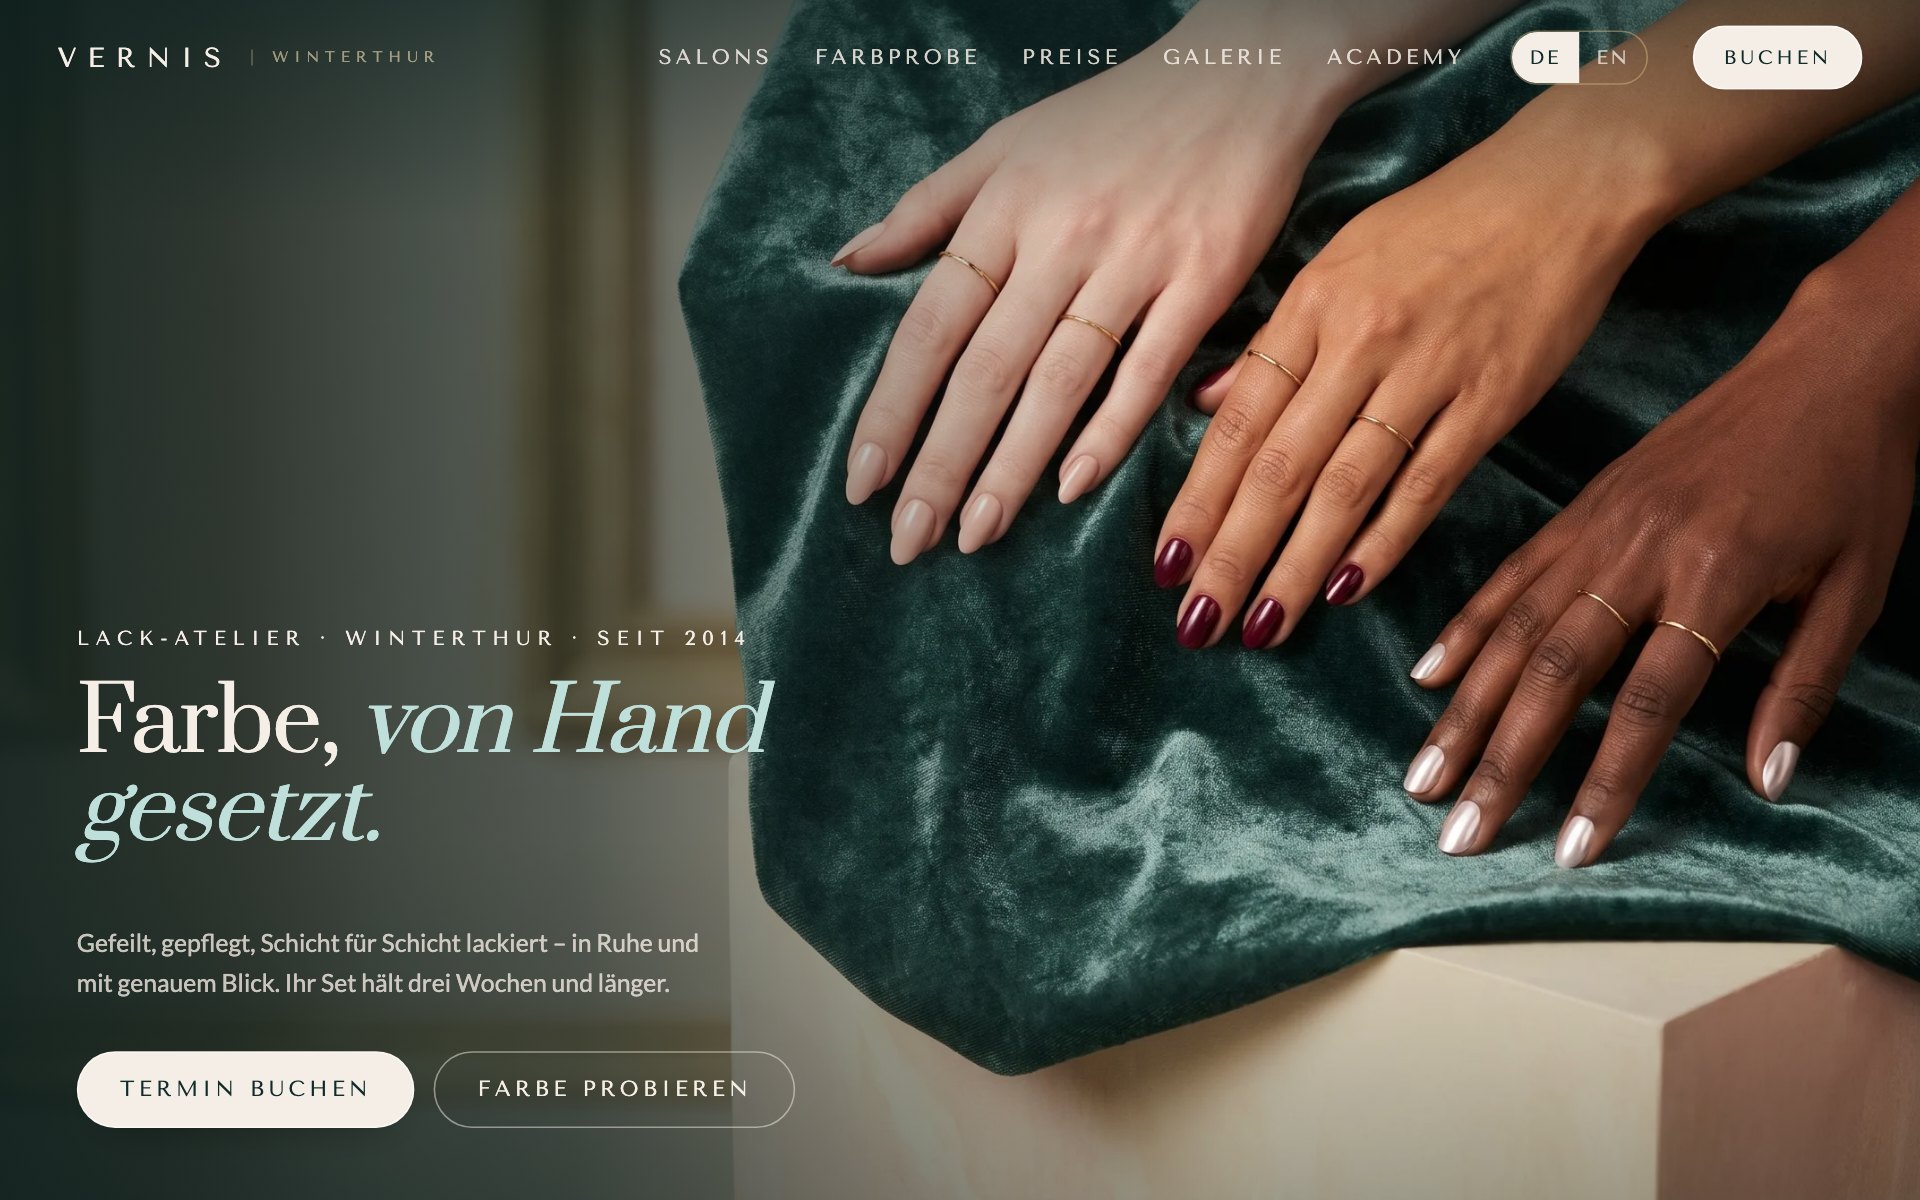 VERNIS | WINTERTHUR
SALONS FARBPROBE PREISE GALERIE ACADEMY DE EN BUCHEN
LACK-ATELIER · WINTERTHUR · SEIT 2014
Farbe, von Hand
gesetzt.
Gefeilt, gepflegt, Schicht für Schicht lackiert – in Ruhe und
mit genauem Blick. Ihr Set hält drei Wochen und länger.
TERMIN BUCHEN FARBE PROBIEREN